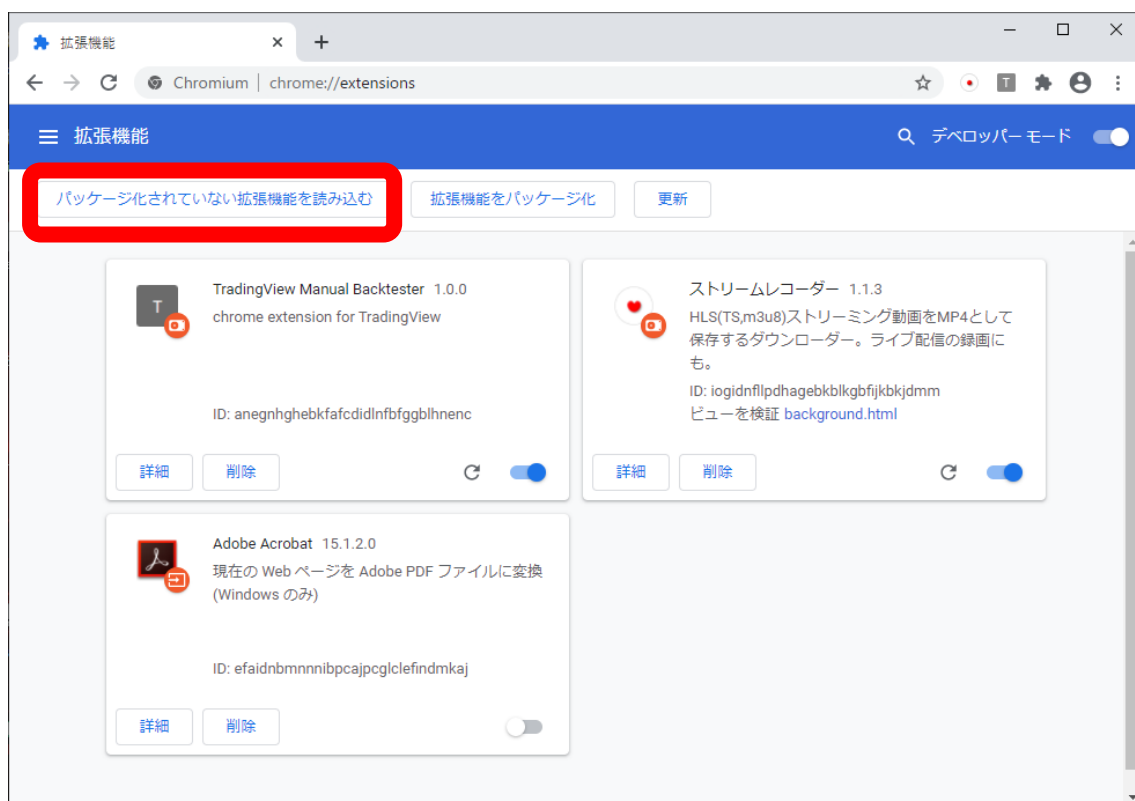 拡張機能
Chromium | chrome://extensions
T
拡張機能
デベロッパー モード
パッケージ化されていない拡張機能を読み込む
拡張機能をパッケージ化
更新
T
TradingView Manual Backtester 1.0.0
chrome extension for TradingView
ID: anegnhghebkfafcdidlnfbfggblhnenc
詳細
削除
ストリームレコーダー 1.1.3
HLS(TS,m3u8)ストリーミング動画をMP4として
保存するダウンローダー。ライブ配信の録画に
も。
ID: iogidnfllpdhagebkblkgbfijkbkjdmm
ビューを検証 background.html
詳細
削除
Adobe Acrobat 15.1.2.0
現在の Web ページを Adobe PDF ファイルに変換
(Windows のみ)
ID: efaidnbmnnnibpcajpcglclefindmkaj
詳細
削除